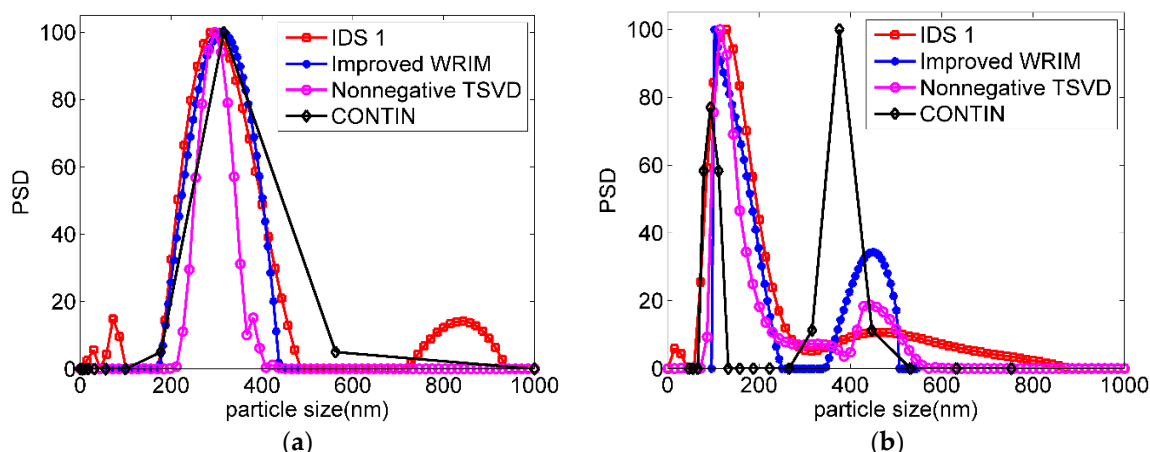 100
80
60
40
20
0
PSD
0 200 400 600 800 1000
particle size(nm)
IDS 1
Improved WRIM
Nonnegative TSVD
CONTIN
(a)
100
80
60
40
20
0
PSD
0 200 400 600 800 1000
particle size(nm)
IDS 1
Improved WRIM
Nonnegative TSVD
CONTIN
(b)